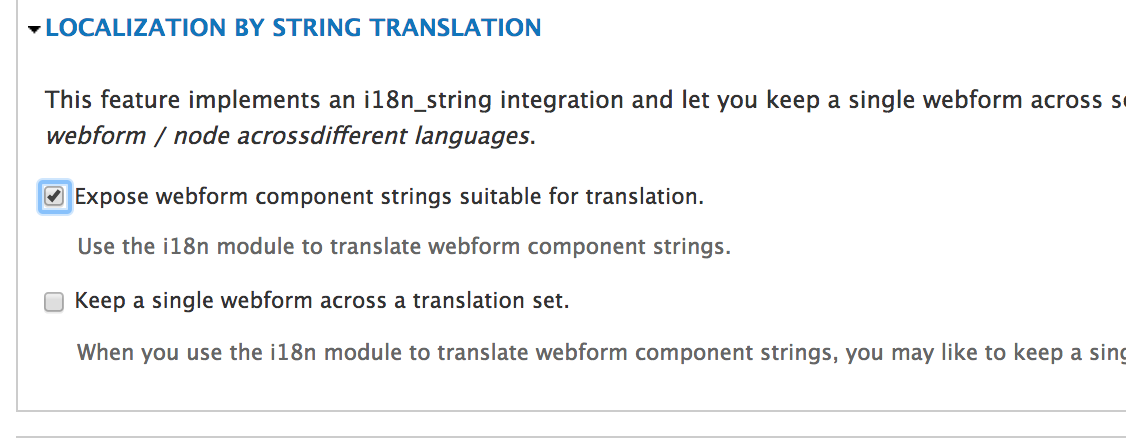 LOCALIZATION BY STRING TRANSLATION
This feature implements an i18n_string integration and let you keep a single webform across
webform / node acrossdifferent languages.
Expose webform component strings suitable for translation.
Use the i18n module to translate webform component strings.
Keep a single webform across a translation set.
When you use the i18n module to translate webform component strings, you may like to keep a